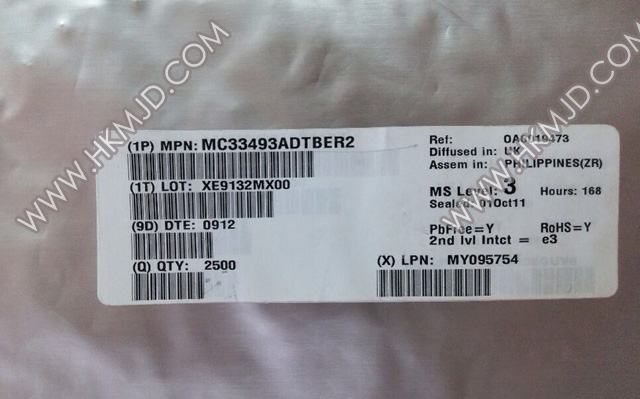 (1P) MPN: MC33493ADTBER2
(1T) LOT: XE9132MX00
(9D) DTE: 0912
(Q) QTY: 2500
Ref:
Diffused in: UK
Assem in: PHILIPPINES(ZR)
MS Level: 3 Hours: 168
Sealed: 01Oct11
PbFree=Y RoHS=Y
2nd lvl Intct = e3
(X) LPN: MY095754
WWW.HKMJD.COM
WWW.HKMJD.COM